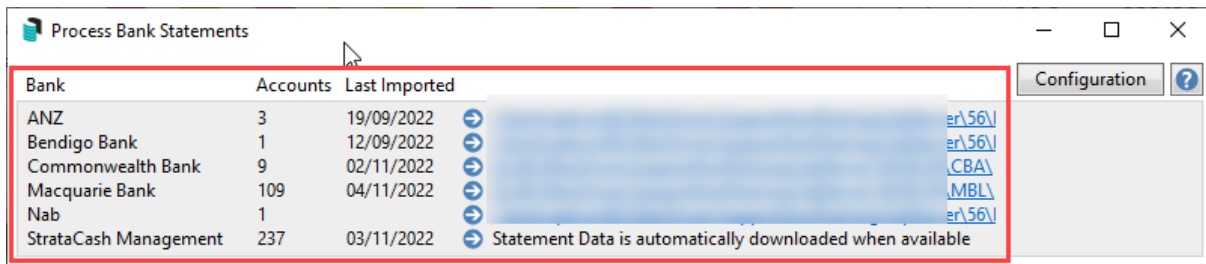 Process Bank Statements
Configuration
Bank Accounts Last Imported
ANZ 3 19/09/2022 er\56\
Bendigo Bank 1 12/09/2022 er\56\
Commonwealth Bank 9 02/11/2022 \CBA\
Macquarie Bank 109 04/11/2022 \MBL\
Nab 1 er\56\
StrataCash Management 237 03/11/2022 Statement Data is automatically downloaded when available